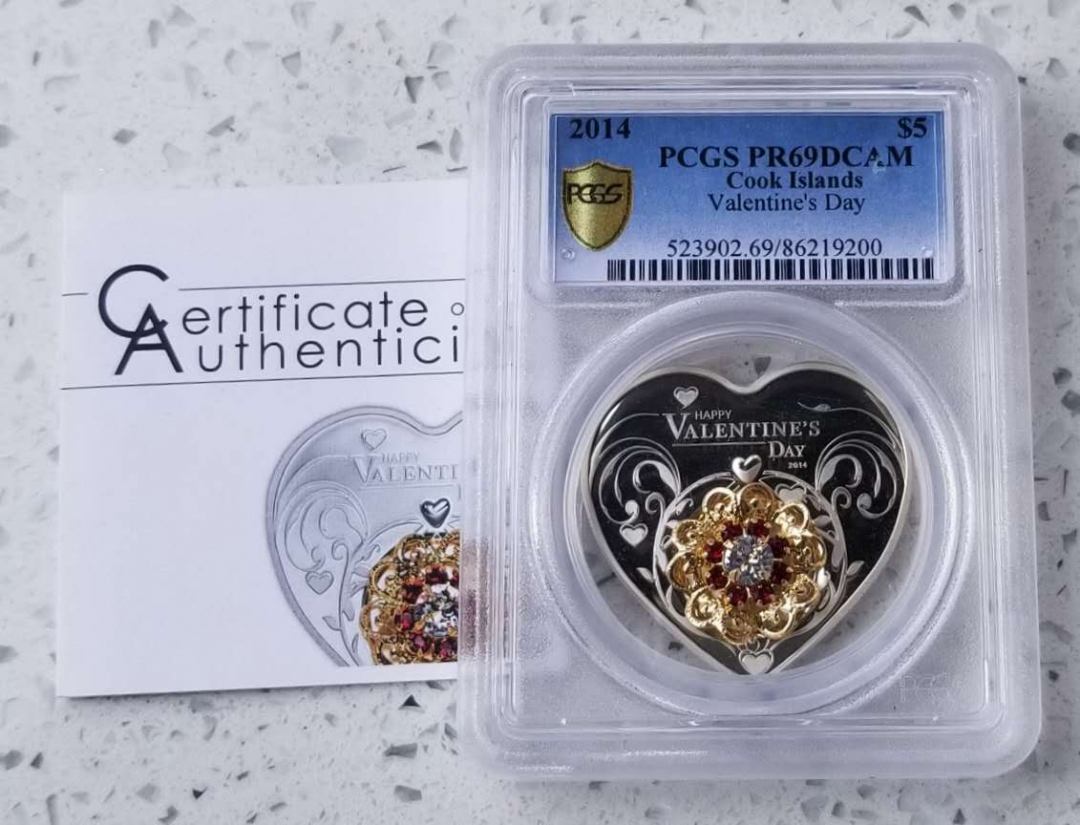 2014 $5
PCGS PR69DCAM
Cook Islands
Valentine's Day
PCGS
523902.69/86219200
Certificate o
Authentici
HAPPY
VALENTI
HAPPY
VALENTINE'S
DAY
2014
PCGS